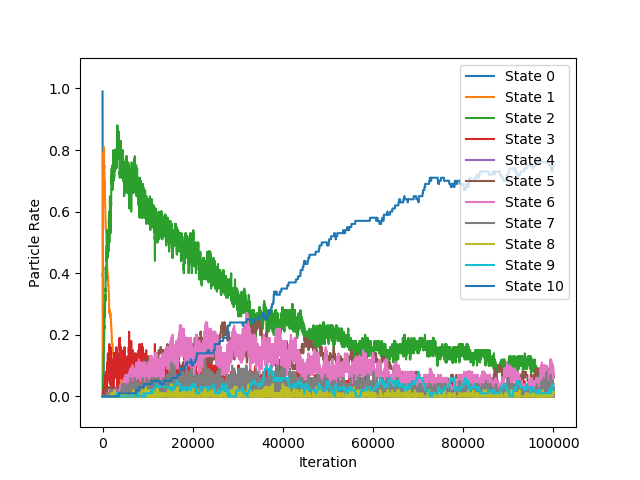 State 0
State 1
State 2
State 3
State 4
State 5
State 6
State 7
State 8
State 9
State 10
1.0
0.8
0.6
0.4
0.2
0.0
Particle Rate
0 20000 40000 60000 80000 100000
Iteration